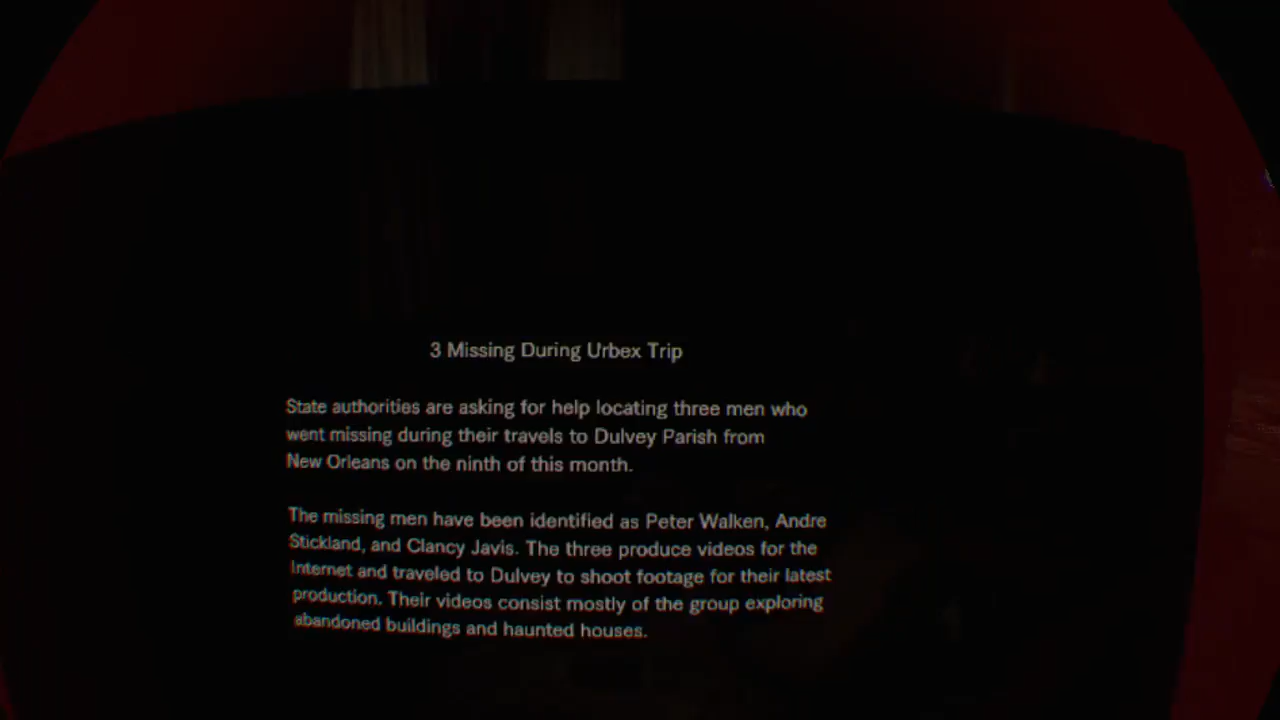 3 Missing During Urbex Trip
State authorities are asking for help locating three men who
went missing during their travels to Dulvey Parish from
New Orleans on the ninth of this month.
The missing men have been identified as Peter Walken, Andre
Stickland, and Clancy Javis. The three produce videos for the
Internet and traveled to Dulvey to shoot footage for their latest
production. Their videos consist mostly of the group exploring
abandoned buildings and haunted houses.